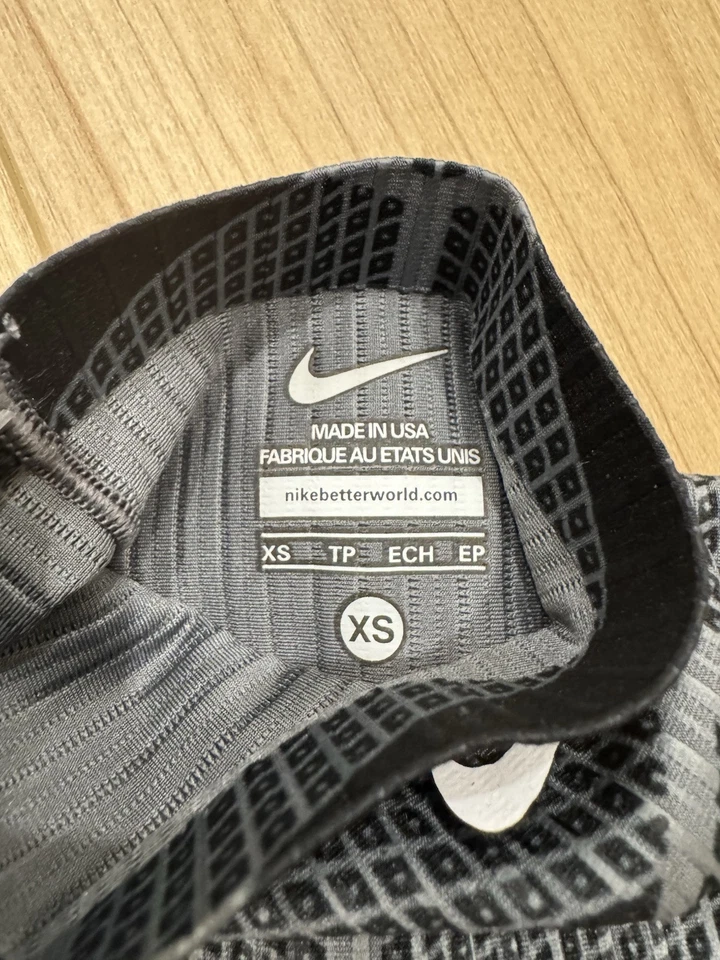 MADE IN USA
FABRIQUE AU ETATS UNIS
nikebetterworld.com
XS TP ECH EP
XS